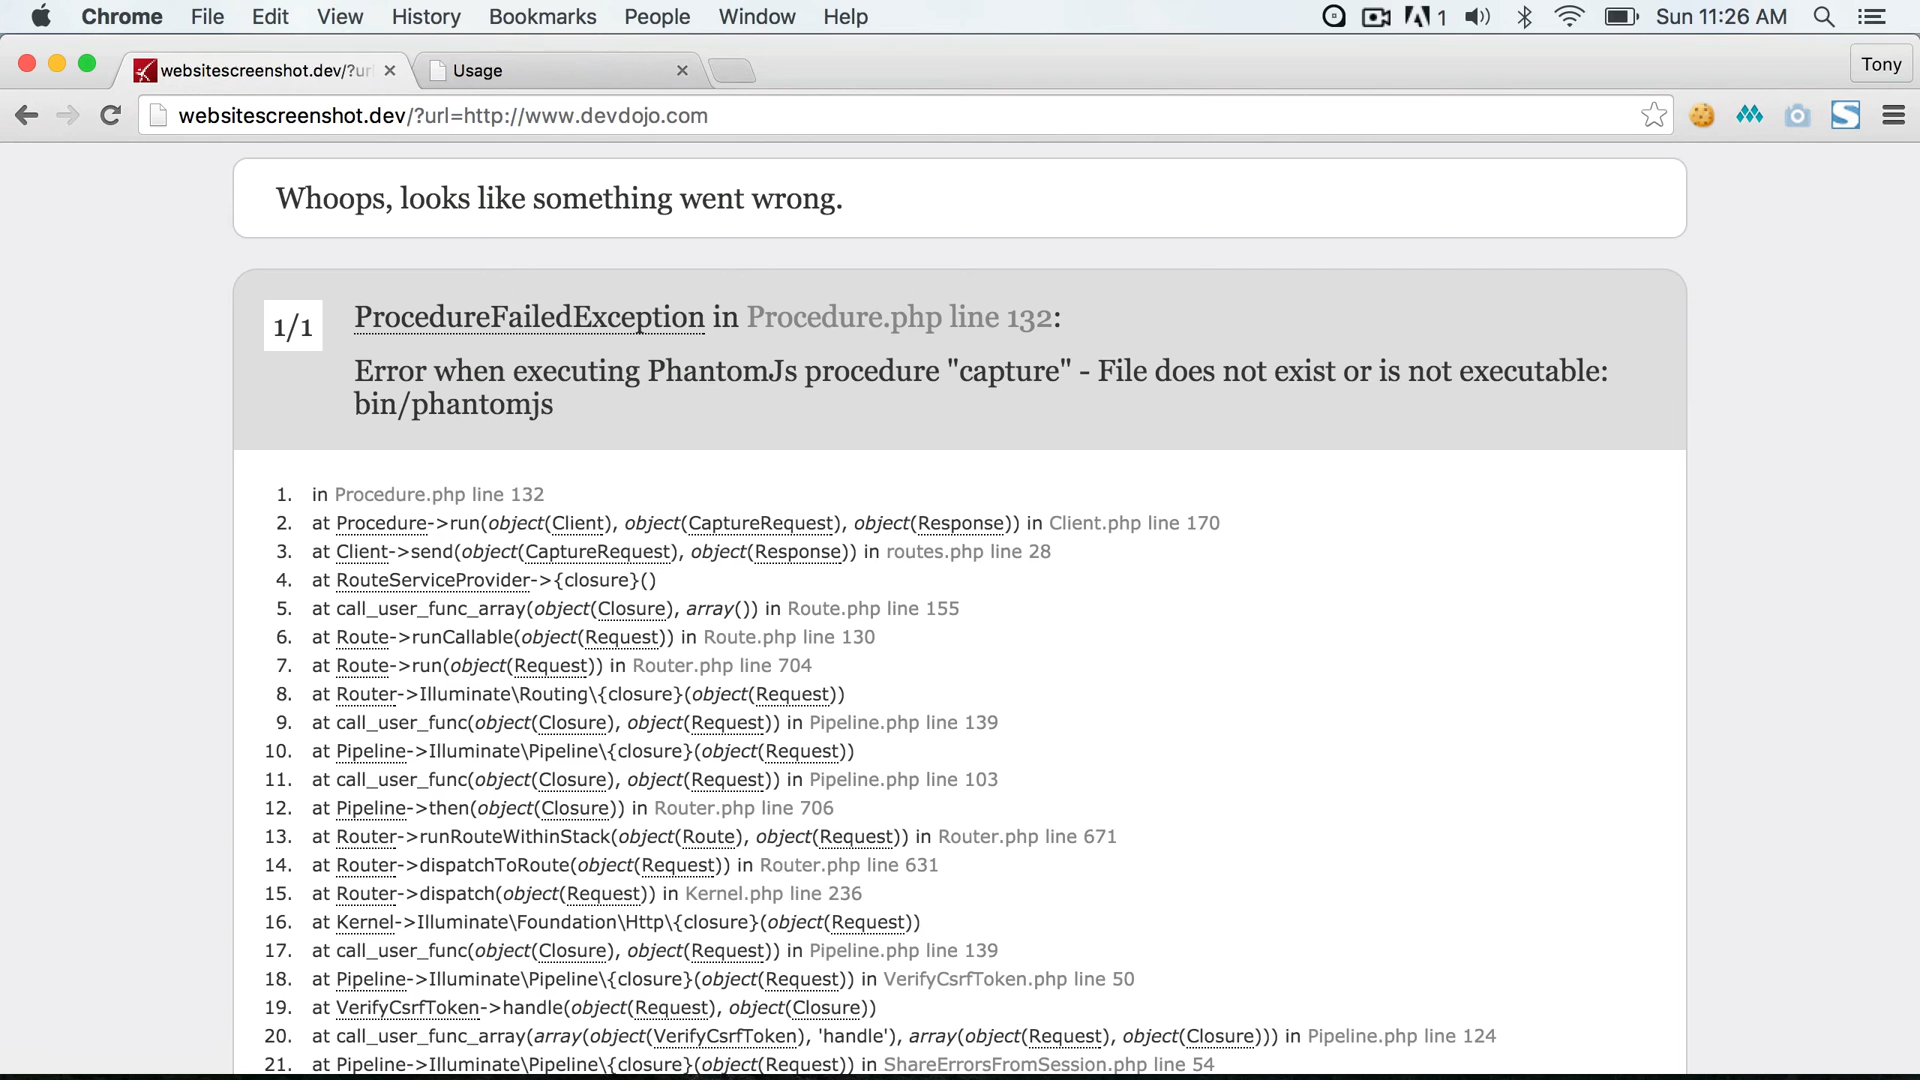 Chrome File Edit View History Bookmarks People Window Help 1 Sun 11:26 AM
websitescreenshot.dev/?url Usage Tony
websitescreenshot.dev/?url=http://www.devdojo.com
Whoops, looks like something went wrong.
1/1 ProcedureFailedException in Procedure.php line 132:
Error when executing PhantomJs procedure "capture" - File does not exist or is not executable:
bin/phantomjs
1. in Procedure.php line 132
2. at Procedure->run(object(Client), object(CaptureRequest), object(Response)) in Client.php line 170
3. at Client->send(object(CaptureRequest), object(Response)) in routes.php line 28
4. at RouteServiceProvider->{closure}()
5. at call_user_func_array(object(Closure), array()) in Route.php line 155
6. at Route->runCallable(object(Request)) in Route.php line 130
7. at Route->run(object(Request)) in Router.php line 704
8. at Router->Illuminate\Routing\{closure}(object(Request))
9. at call_user_func(object(Closure), object(Request)) in Pipeline.php line 139
10. at Pipeline->Illuminate\Pipeline\{closure}(object(Request))
11. at call_user_func(object(Closure), object(Request)) in Pipeline.php line 103
12. at Pipeline->then(object(Closure)) in Router.php line 706
13. at Router->runRouteWithinStack(object(Route), object(Request)) in Router.php line 671
14. at Router->dispatchToRoute(object(Request)) in Router.php line 631
15. at Router->dispatch(object(Request)) in Kernel.php line 236
16. at Kernel->Illuminate\Foundation\Http\{closure}(object(Request))
17. at call_user_func(object(Closure), object(Request)) in Pipeline.php line 139
18. at Pipeline->Illuminate\Pipeline\{closure}(object(Request)) in VerifyCsrfToken.php line 50
19. at VerifyCsrfToken->handle(object(Request), object(Closure))
20. at call_user_func_array(array(object(VerifyCsrfToken), 'handle'), array(object(Request), object(Closure))) in Pipeline.php line 124
21. at Pipeline->Illuminate\Pipeline\{closure}(object(Request)) in ShareErrorsFromSession.php line 54